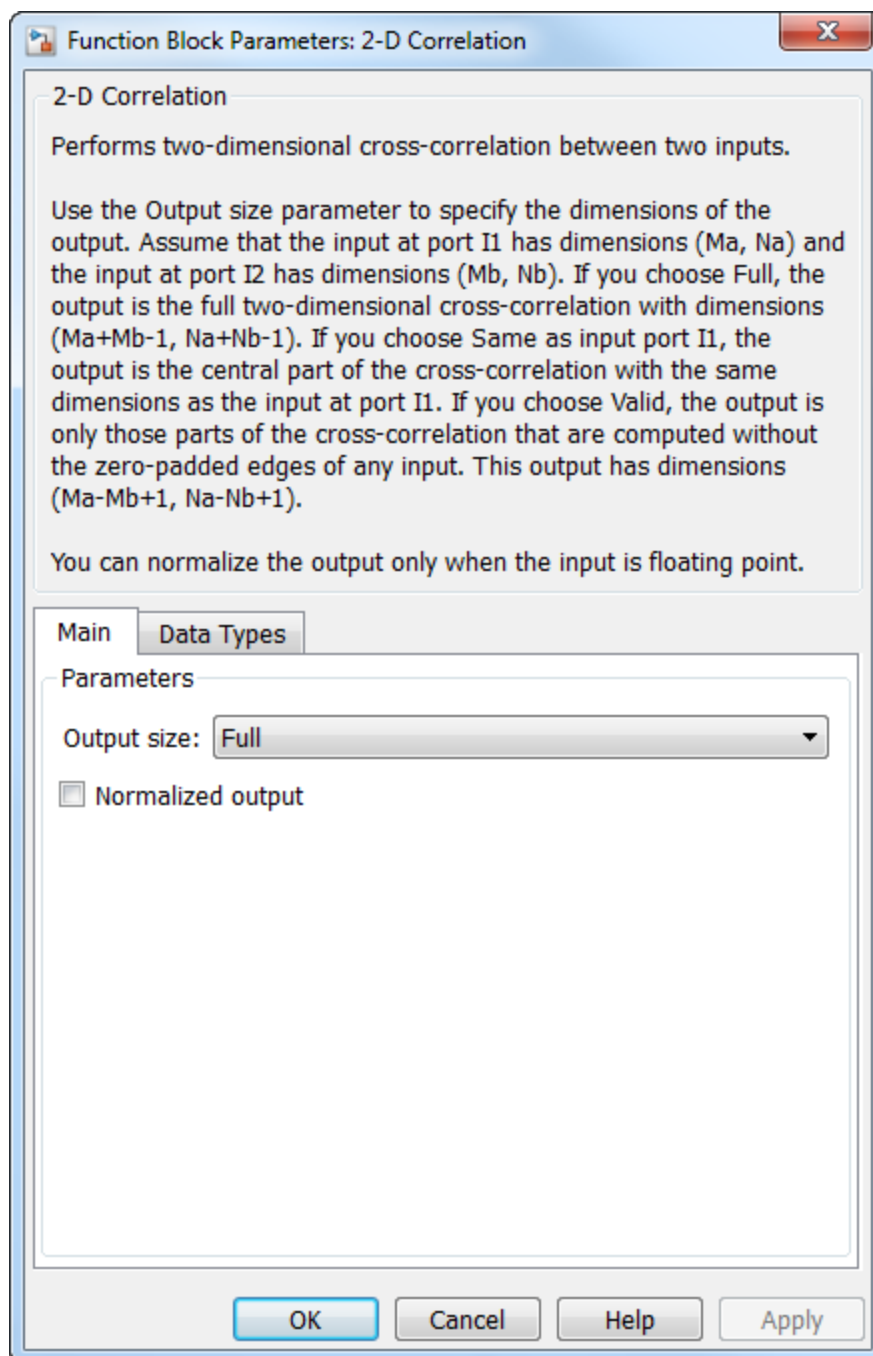 Function Block Parameters: 2-D Correlation
x
2-D Correlation
Performs two-dimensional cross-correlation between two inputs.
Use the Output size parameter to specify the dimensions of the
output. Assume that the input at port I1 has dimensions (Ma, Na) and
the input at port I2 has dimensions (Mb, Nb). If you choose Full, the
output is the full two-dimensional cross-correlation with dimensions
(Ma+Mb-1, Na+Nb-1). If you choose Same as input port I1, the
output is the central part of the cross-correlation with the same
dimensions as the input at port I1. If you choose Valid, the output is
only those parts of the cross-correlation that are computed without
the zero-padded edges of any input. This output has dimensions
(Ma-Mb+1, Na-Nb+1).
You can normalize the output only when the input is floating point.
Main Data Types
Parameters
Output size: Full
Normalized output
OK Cancel Help Apply